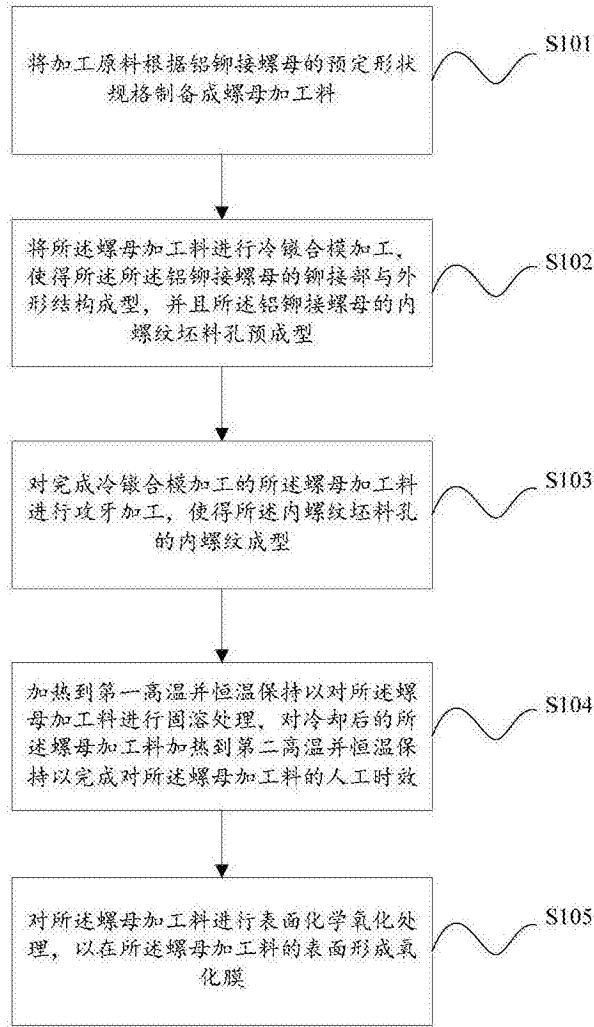 将加工原料根据铝铆接螺母的预定形状
规格制备成螺母加工料
S101
将所述螺母加工料进行冷镦合模加工,
使得所述所述铝铆接螺母的铆接部与外
形结构成型, 并且所述铝铆接螺母的内
螺纹坯料孔预成型
S102
对完成冷镦合模加工的所述螺母加工料
进行攻牙加工, 使得所述内螺纹坯料孔
的内螺纹成型
S103
加热到第一高温并恒温保持以对所述螺
母加工料进行固溶处理, 对冷却后的所
述螺母加工料加热到第二高温并恒温保
持以完成对所述螺母加工料的人工时效
S104
对所述螺母加工料进行表面化学氧化处
理, 以在所述螺母加工料的表面形成氧
化膜
S105